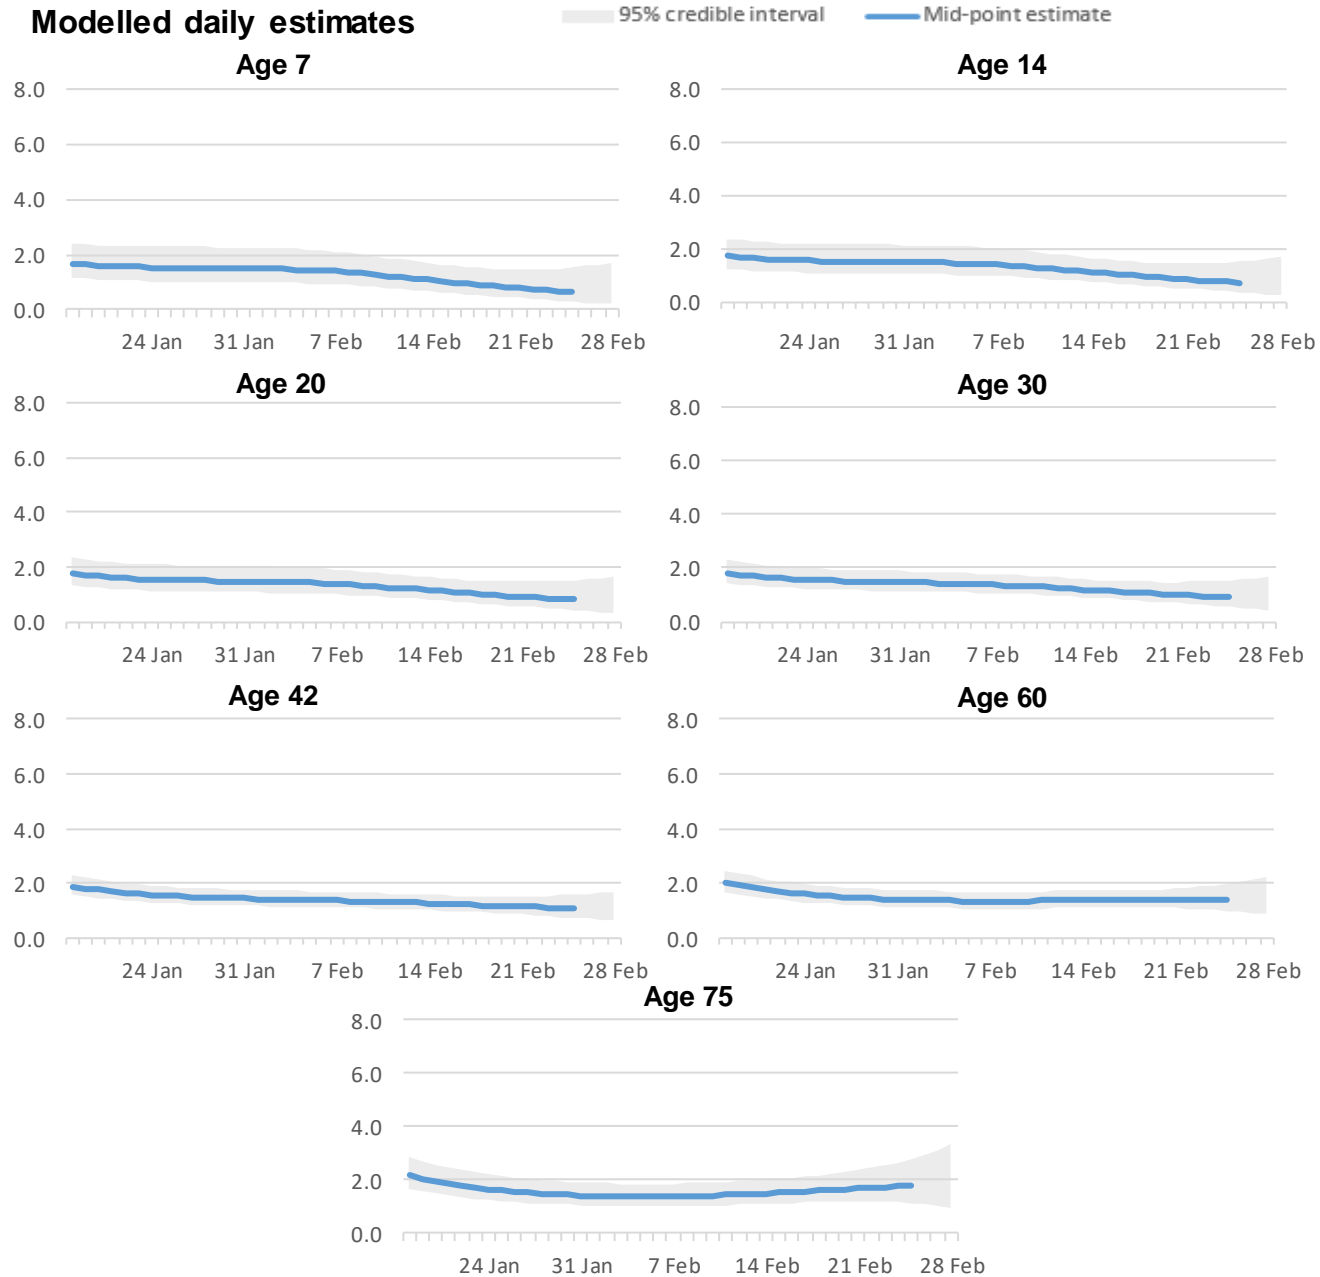 Modelled daily estimates
95% credible interval Mid-point estimate
Age 7
8.0
6.0
4.0
2.0
0.0
24 Jan 31 Jan 7 Feb 14 Feb 21 Feb 28 Feb
Age 14
8.0
6.0
4.0
2.0
0.0
24 Jan 31 Jan 7 Feb 14 Feb 21 Feb 28 Feb
Age 20
8.0
6.0
4.0
2.0
0.0
24 Jan 31 Jan 7 Feb 14 Feb 21 Feb 28 Feb
Age 30
8.0
6.0
4.0
2.0
0.0
24 Jan 31 Jan 7 Feb 14 Feb 21 Feb 28 Feb
Age 42
8.0
6.0
4.0
2.0
0.0
24 Jan 31 Jan 7 Feb 14 Feb 21 Feb 28 Feb
Age 60
8.0
6.0
4.0
2.0
0.0
24 Jan 31 Jan 7 Feb 14 Feb 21 Feb 28 Feb
Age 75
8.0
6.0
4.0
2.0
0.0
24 Jan 31 Jan 7 Feb 14 Feb 21 Feb 28 Feb